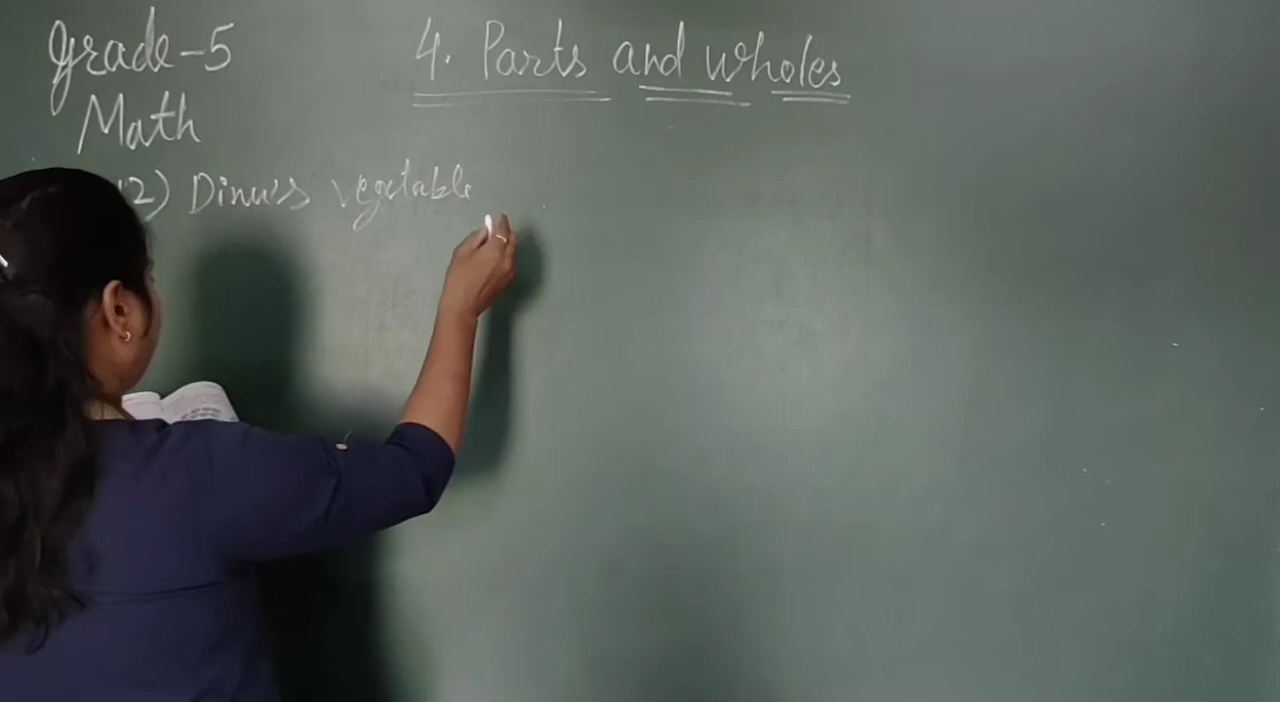 Grade-5
4. Parts and wholes
Math
12) Dinu's vegetable